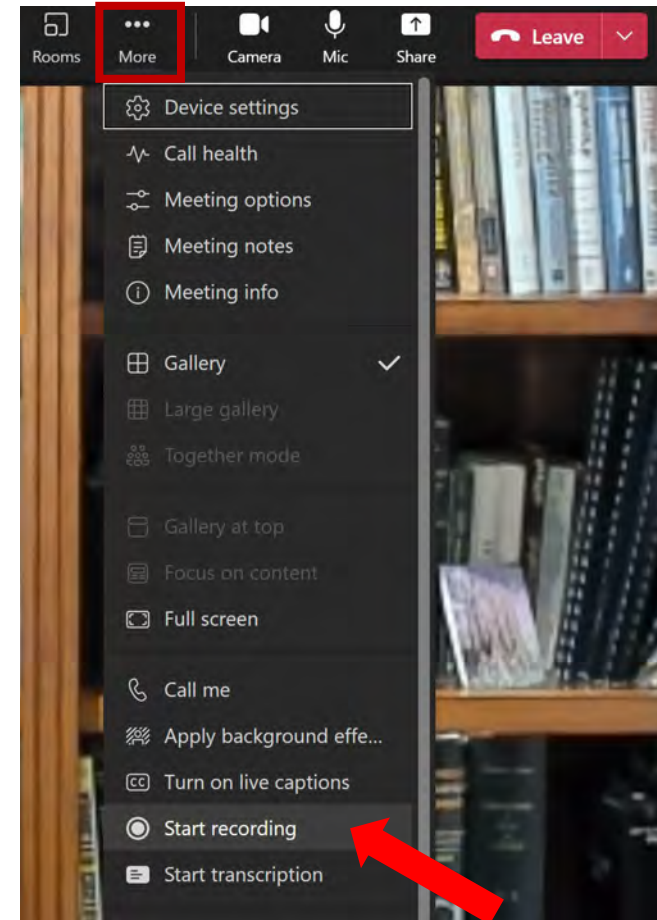 Rooms More Camera Mic Share Leave
Device settings
Call health
Meeting options
Meeting notes
Meeting info
Gallery
Large gallery
Together mode
Gallery at top
Focus on content
Full screen
Call me
Apply background effe...
CC Turn on live captions
Start recording
Start transcription